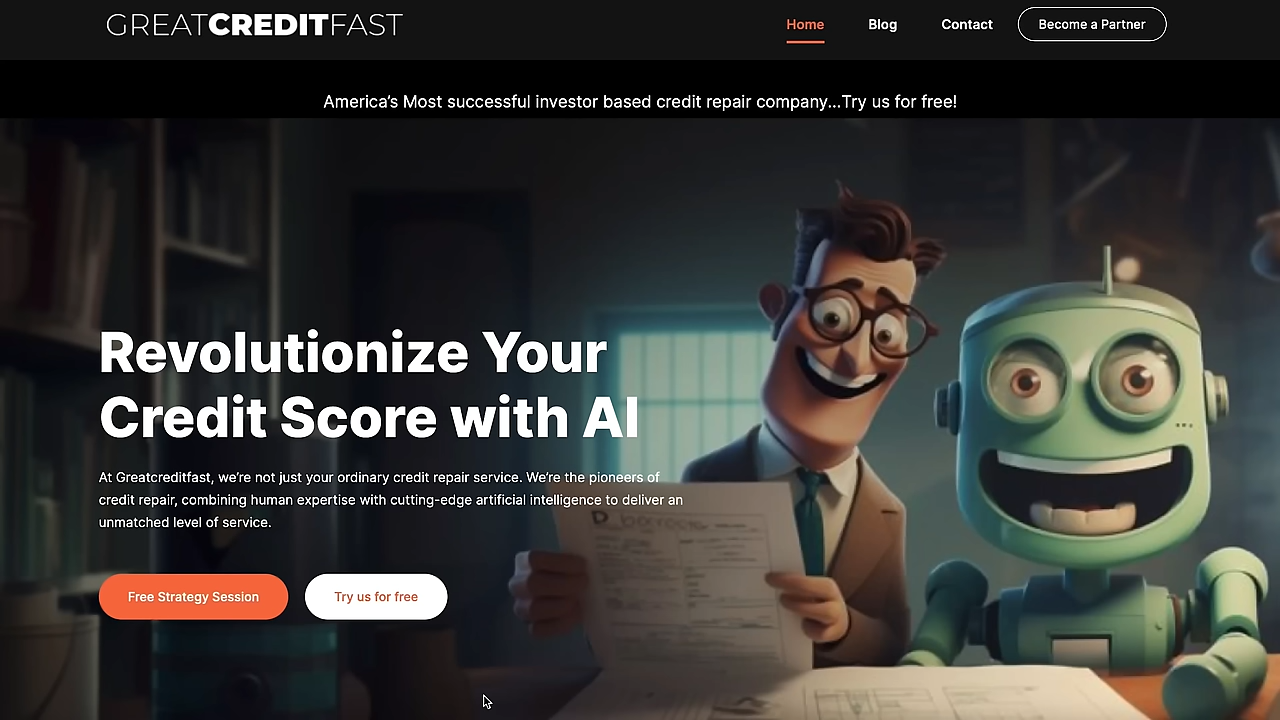 GREATCREDITFAST
Home
Blog
Contact
Become a Partner
America's Most successful investor based credit repair company...Try us for free!
Revolutionize Your
Credit Score with AI
At Greatcreditfast, we're not just your ordinary credit repair service. We're the pioneers of
credit repair, combining human expertise with cutting-edge artificial intelligence to deliver an
unmatched level of service.
Free Strategy Session
Try us for free